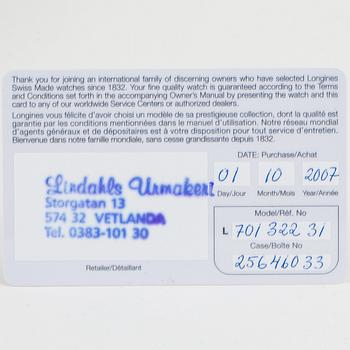 Thank you for joining an international family of discerning owners who have selected Longines
Swiss Made watches since 1832. Your fine quality watch is guaranteed according to the Terms
and Conditions set forth in the accompanying Owner's Manual by presenting the watch and this
card to any of our worldwide Service Centers or authorized dealers.
Longines vous félicite d'avoir choisi un modèle de sa prestigieuse collection, dont la qualité est
garantie par les conditions mentionnées dans le manuel d'utilisation. Notre réseau mondial
d'agents généraux et de dépositaires est à votre disposition pour tout service d'entretien.
Bienvenue dans notre famille mondiale, sans cesse grandissante depuis 1832.
DATE: Purchase/Achat
01 10 2007
Day/Jour Month/Mois Year/Année
Lindahls Urmakeri
Storgatan 13
574 32 VETLANDA
Tel. 0383-101 30
Retailer/Détaillant
Model/Réf. No
L 701 322 31
Case/Boîte No
25646033